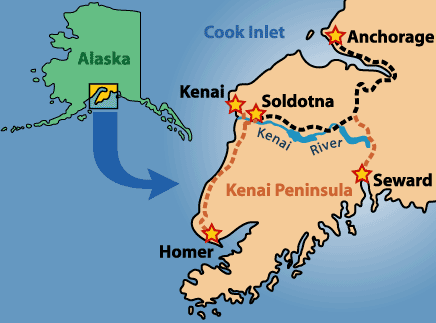 Alaska
Cook Inlet
Anchorage
Kenai
Soldotna
Kenai River
Kenai Peninsula
Seward
Homer